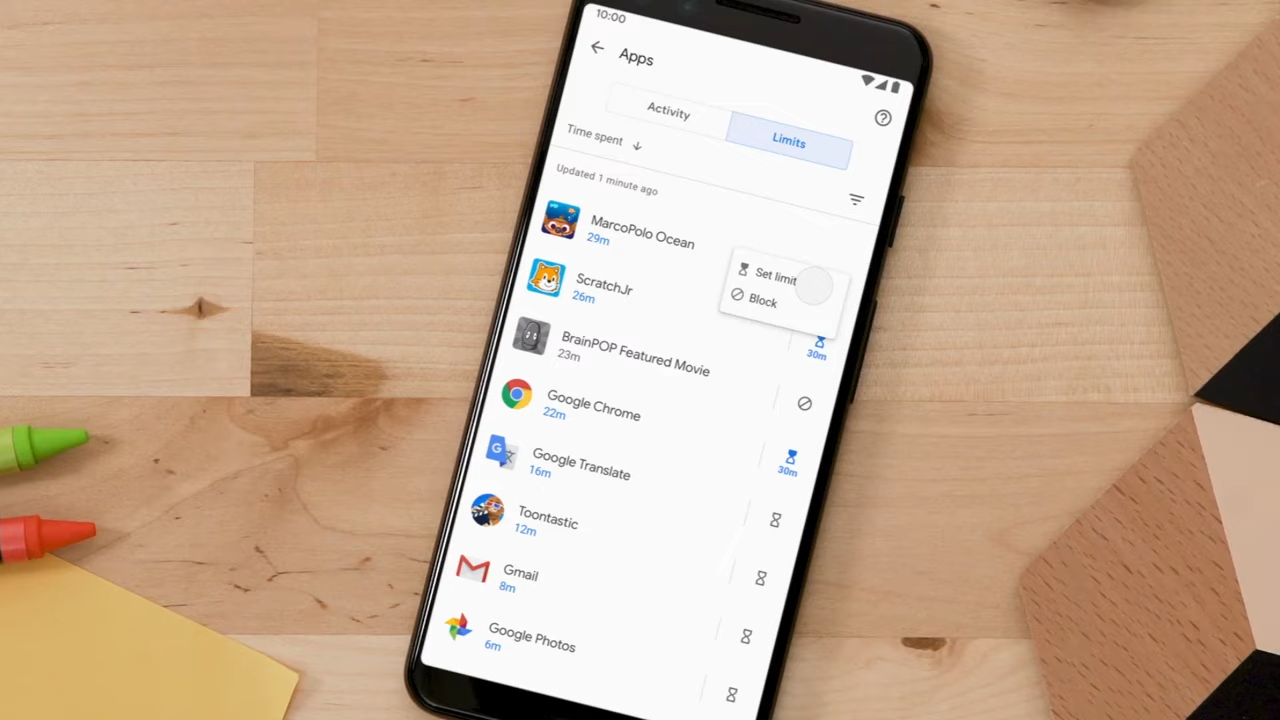 10:00
Apps
Activity
Limits
Time spent
Updated 1 minute ago
MarcoPolo Ocean
29m
Set limit
Block
ScratchJr
26m
30m
BrainPOP Featured Movie
23m
Google Chrome
22m
30m
Google Translate
16m
Toontastic
12m
Gmail
8m
Google Photos
6m